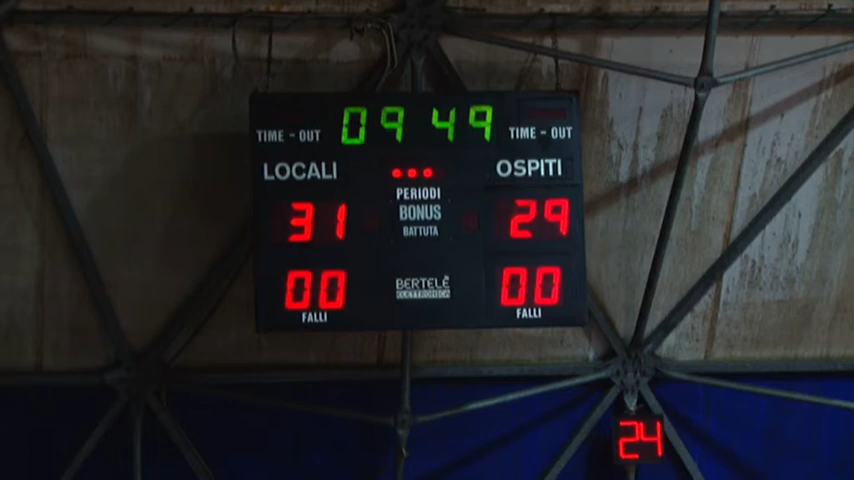 09 49
TIME - OUT TIME - OUT
LOCALI OSPITI
PERIODI
31 BONUS 29
BATTUTA
00 BERTELÈ 00
ELETTRONICA
FALLI FALLI
24